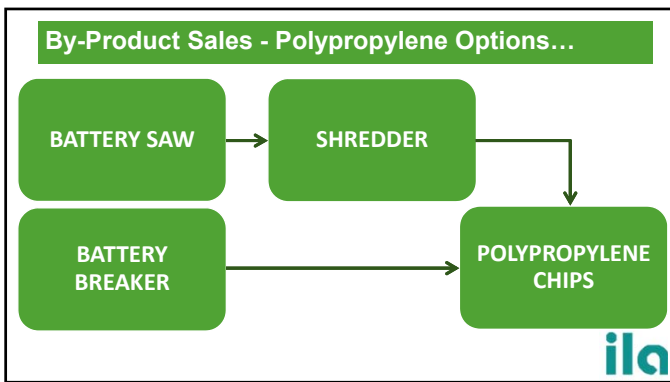 By-Product Sales - Polypropylene Options…
BATTERY SAW
SHREDDER
BATTERY
BREAKER
POLYPROPYLENE
CHIPS
ila